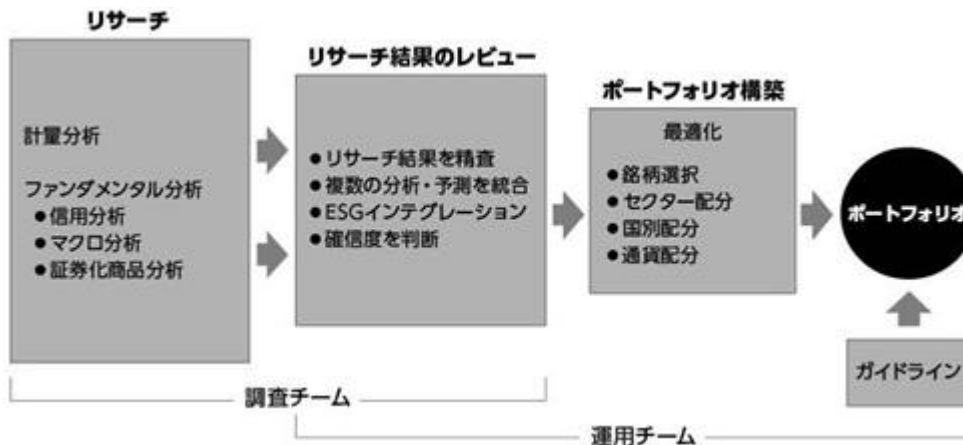 リサーチ
計量分析
ファンダメンタル分析
●信用分析
●マクロ分析
●証券化商品分析
リサーチ結果のレビュー
●リサーチ結果を精査
●複数の分析・予測を統合
●ESGインテグレーション
●確信度を判断
ポートフォリオ構築
最適化
●銘柄選択
●セクター配分
●国別配分
●通貨配分
ポートフォリオ
ガイドライン
調査チーム
運用チーム